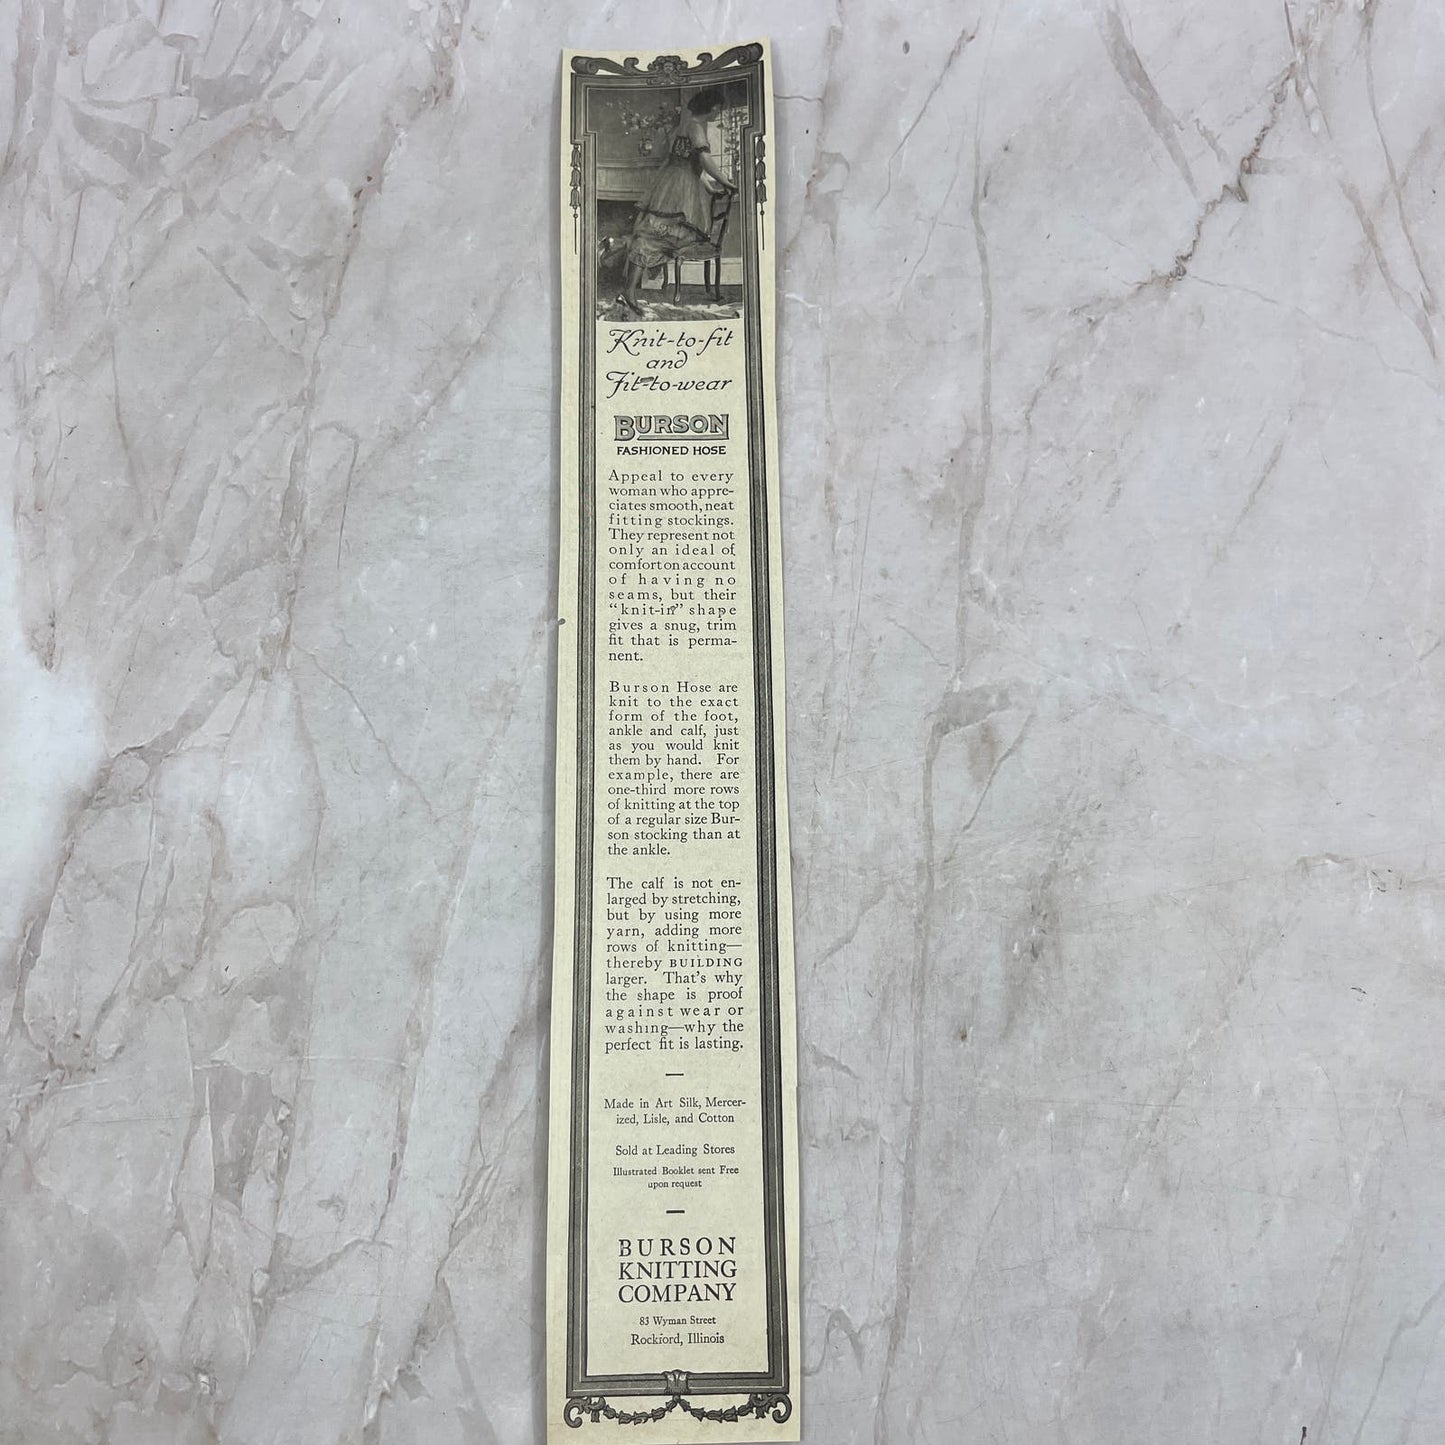 Knit-to-fit
and
Fit-to-wear
BURSON
FASHIONED HOSE
Appeal to every
woman who appre-
ciates smooth, neat
fitting stockings.
They represent not
only an ideal of
comfort on account
of having no
seams, but their
"knit-in" shape
gives a snug, trim
fit that is perma-
nent.
Burson Hose are
knit to the exact
form of the foot,
ankle and calf, just
as you would knit
them by hand. For
example, there are
one-third more rows
of knitting at the top
of a regular size Bur-
son stocking than at
the ankle.
The calf is not en-
larged by stretching,
but by using more
yarn, adding more
rows of knitting—
thereby BUILDING
larger. That's why
the shape is proof
against wear or
washing—why the
perfect fit is lasting.
Made in Art Silk, Mercer-
ized, Lisle, and Cotton
Sold at Leading Stores
Illustrated Booklet sent Free
upon request
BURSON
KNITTING
COMPANY
83 Wyman Street
Rockford, Illinois